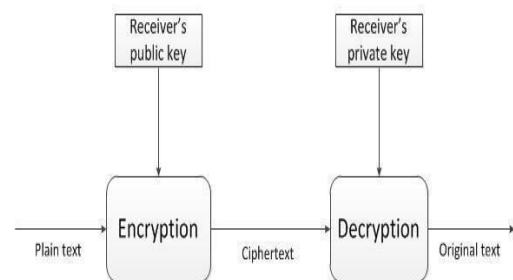 Receiver's
public key
Receiver's
private key
Encryption
Decryption
Plain text
Ciphertext
Original text